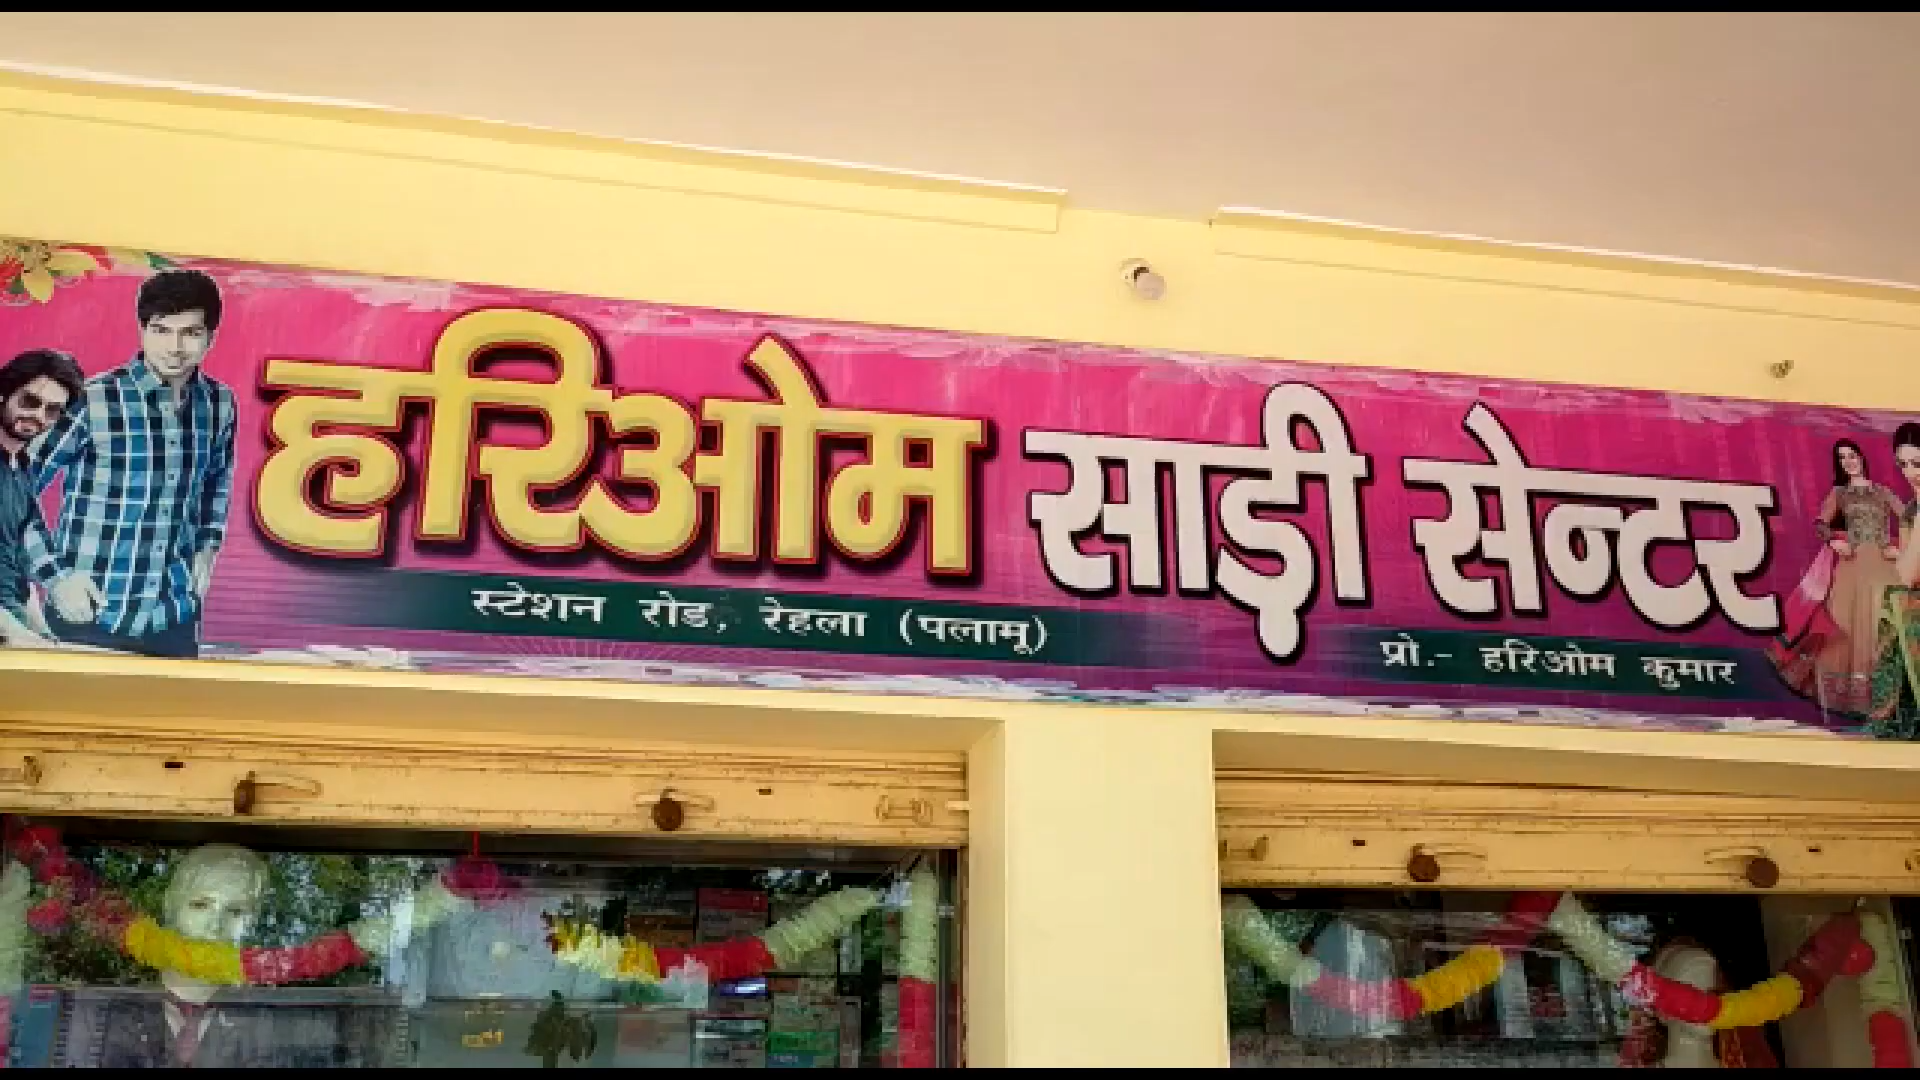 हरिओम साड़ी सेन्टर
स्टेशन रोड, रेहला (पलामू)
प्रो.- हरिओम कुमार